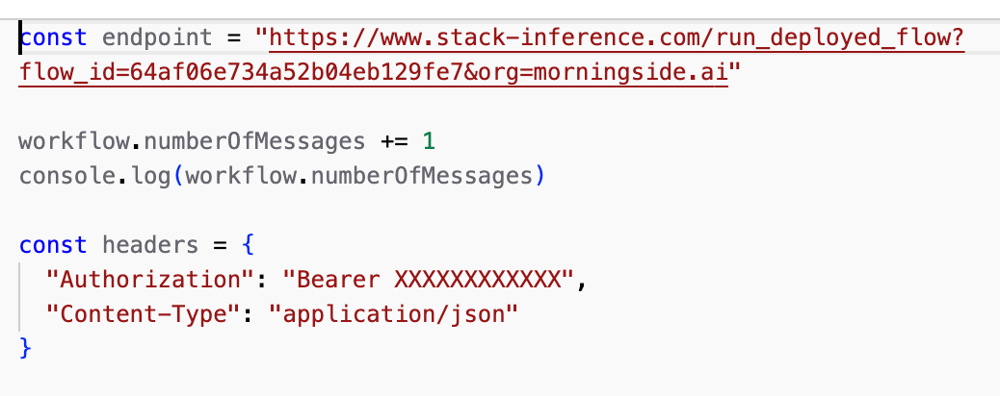 const endpoint = "https://www.stack-inference.com/run_deployed_flow?
flow_id=64af06e734a52b04eb129fe7&org=morningside.ai"
workflow.numberOfMessages += 1
console.log(workflow.numberOfMessages)
const headers = {
"Authorization": "Bearer XXXXXXXXXXXX",
"Content-Type": "application/json"
}